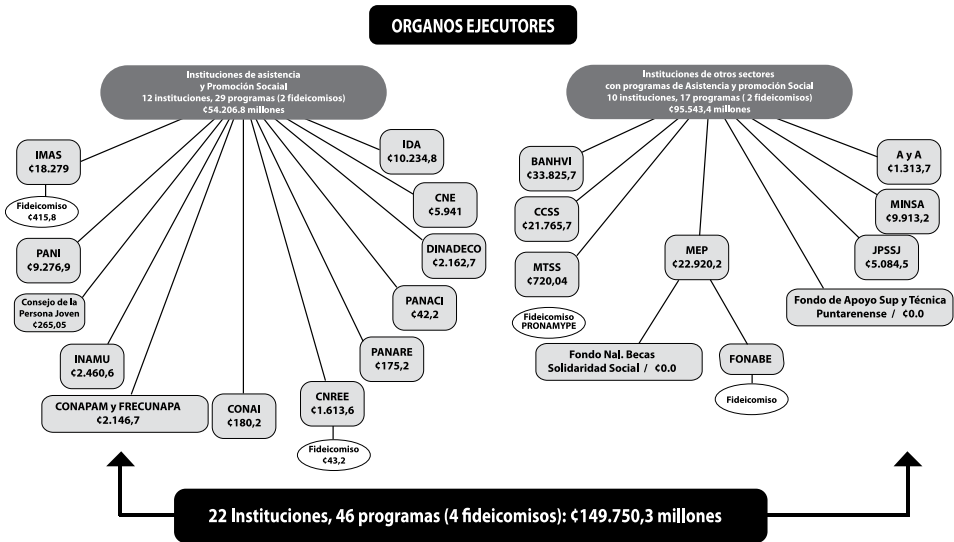 ORGANOS EJECUTORES
Instituciones de asistencia
y Promoción Socaial
12 instituciones, 29 programas (2 fideicomisos)
¢54.206.8 millones
IMAS
¢18.279
Fideicomiso
¢415,8
PANI
¢9.276,9
Consejo de la
Persona Joven
¢265,05
INAMU
¢2.460,6
CONAPAM y FRECUNAPA
¢2.146,7
CONAI
¢180,2
CNREE
¢1.613,6
Fideicomiso
¢43,2
PANARE
¢175,2
PANACI
¢42,2
DINADECO
¢2.162,7
CNE
¢5.941
IDA
¢10.234,8
Instituciones de otros sectores
con programas de Asistencia y promoción Social
10 instituciones, 17 programas ( 2 fideicomisos)
¢95.543,4 millones
BANHVI
¢33.825,7
CCSS
¢21.765,7
MTSS
¢720,04
Fideicomiso
PRONAMYPE
MEP
¢22.920,2
Fondo Nal. Becas
Solidaridad Social / ¢0.0
FONABE
Fideicomiso
A y A
¢1.313,7
MINSA
¢9.913,2
JPSSJ
¢5.084,5
Fondo de Apoyo Sup y Técnica
Puntarenense / ¢0.0
22 Instituciones, 46 programas (4 fideicomisos): ¢149.750,3 millones